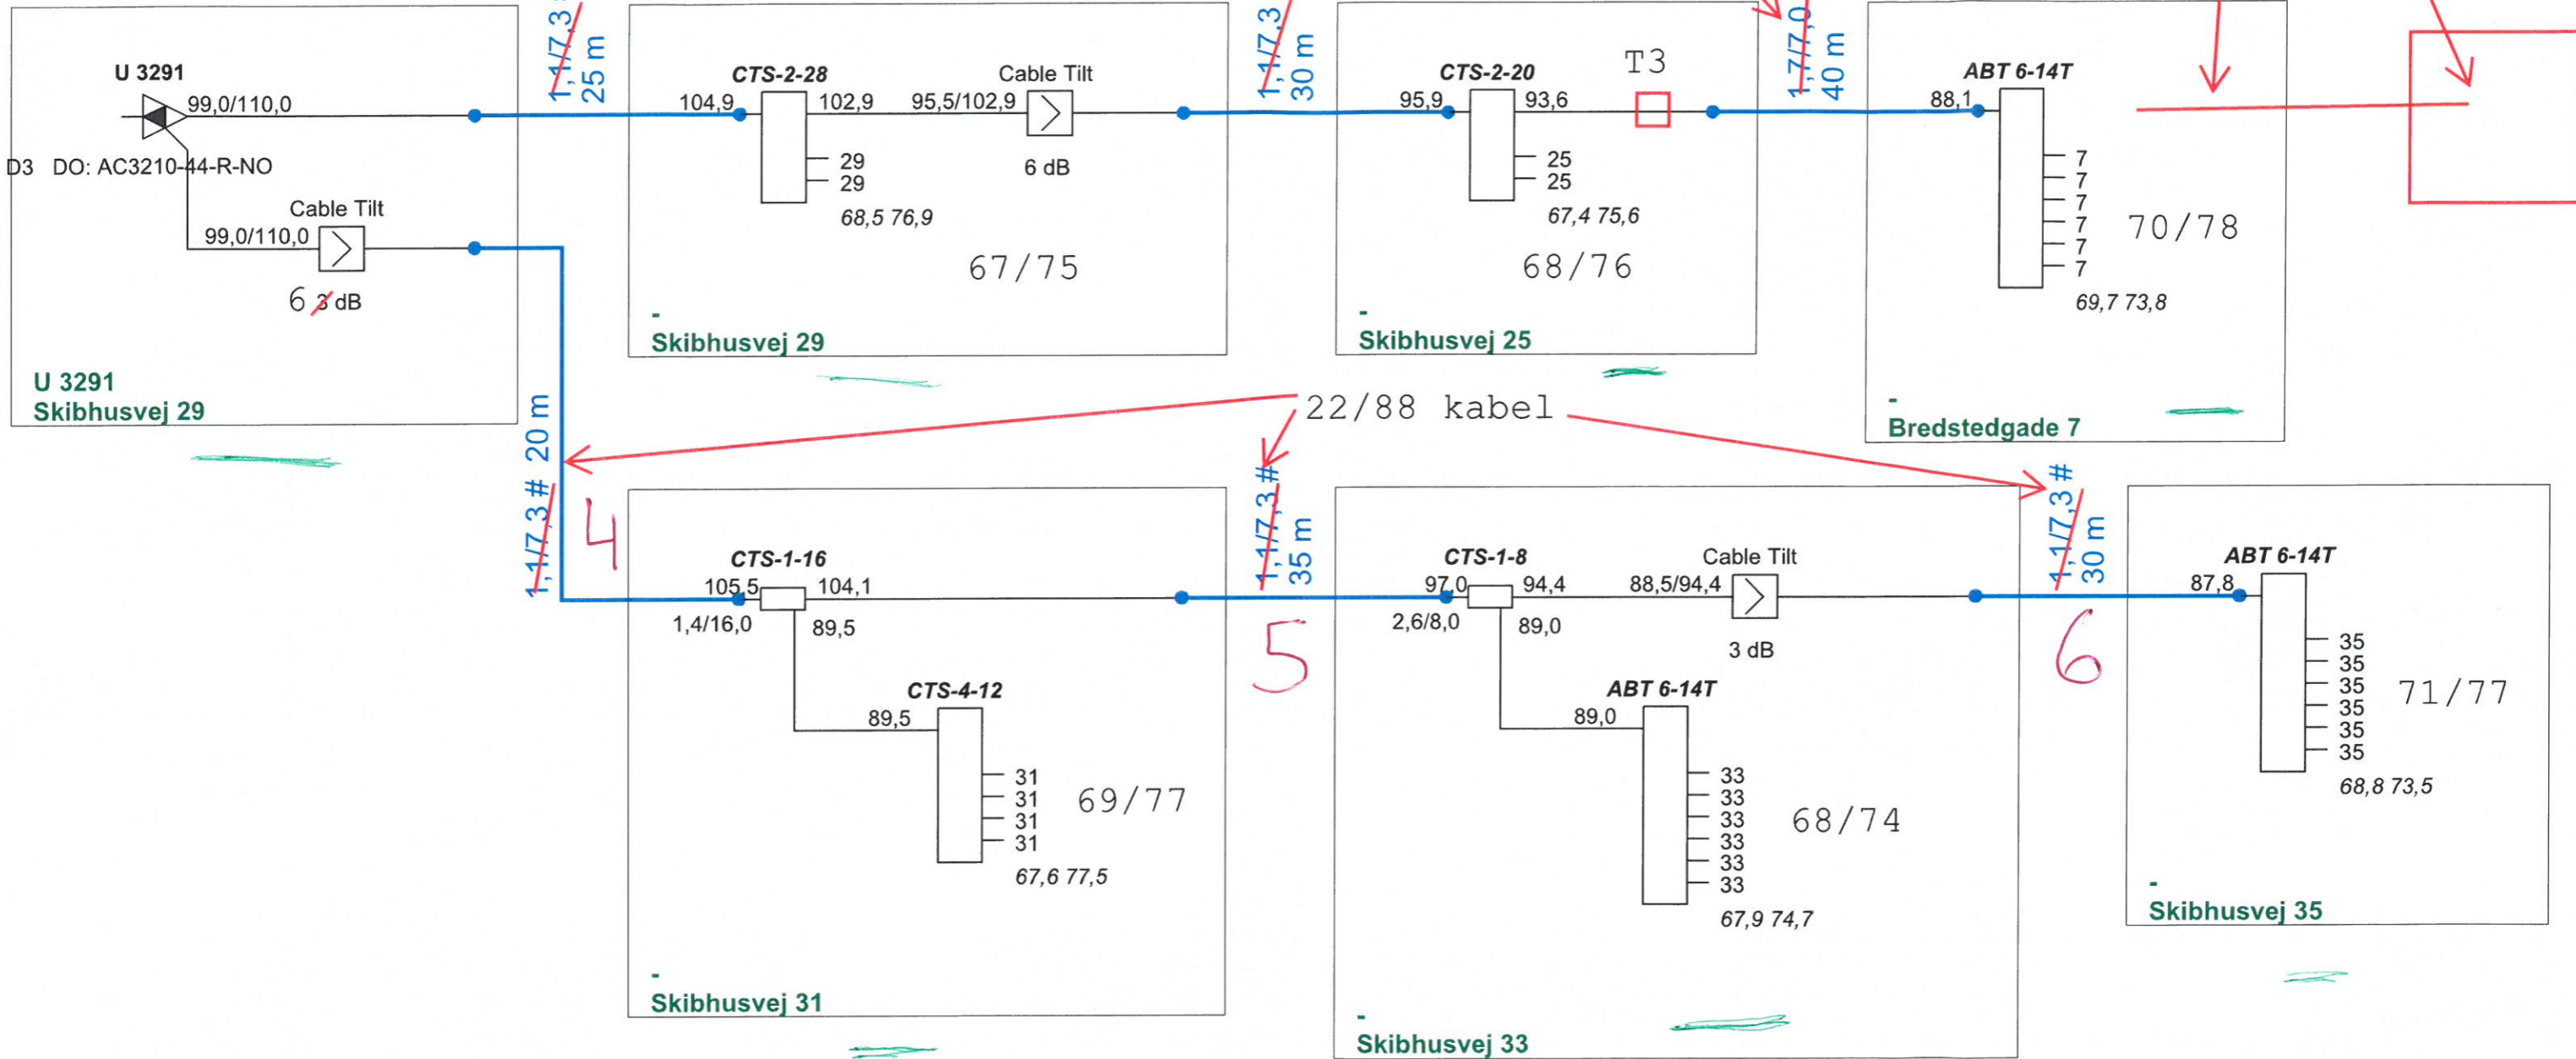 U 3291
99,0/110,0
D3 DO: AC3210-44-R-NO
Cable Tilt
99,0/110,0
6 3 dB
U 3291
Skibhusvej 29
25 m
CTS-2-28
104,9
102,9
95,5/102,9
Cable Tilt
6 dB
29
29
68,5 76,9
67/75
-
Skibhusvej 29
1,1/7,3
30 m
CTS-2-20
95,9
93,6
T3
25
25
67,4 75,6
68/76
-
Skibhusvej 25
1,7/7,0
40 m
ABT 6-14T
88,1
7
7
7
7
7
7
70/78
69,7 73,8
-
Bredstedgade 7
22/88 kabel
1,1/7,3 # 20 m
4
CTS-1-16
105,5
104,1
1,4/16,0
89,5
CTS-4-12
89,5
31
31
31
31
69/77
67,6 77,5
-
Skibhusvej 31
1,1/7,3 #
35 m
5
CTS-1-8
97,0
94,4
88,5/94,4
Cable Tilt
2,6/8,0
89,0
3 dB
ABT 6-14T
89,0
33
33
33
33
33
33
68/74
67,9 74,7
-
Skibhusvej 33
1,1/7,3 #
30 m
6
ABT 6-14T
87,8
35
35
35
35
35
35
71/77
68,8 73,5
-
Skibhusvej 35